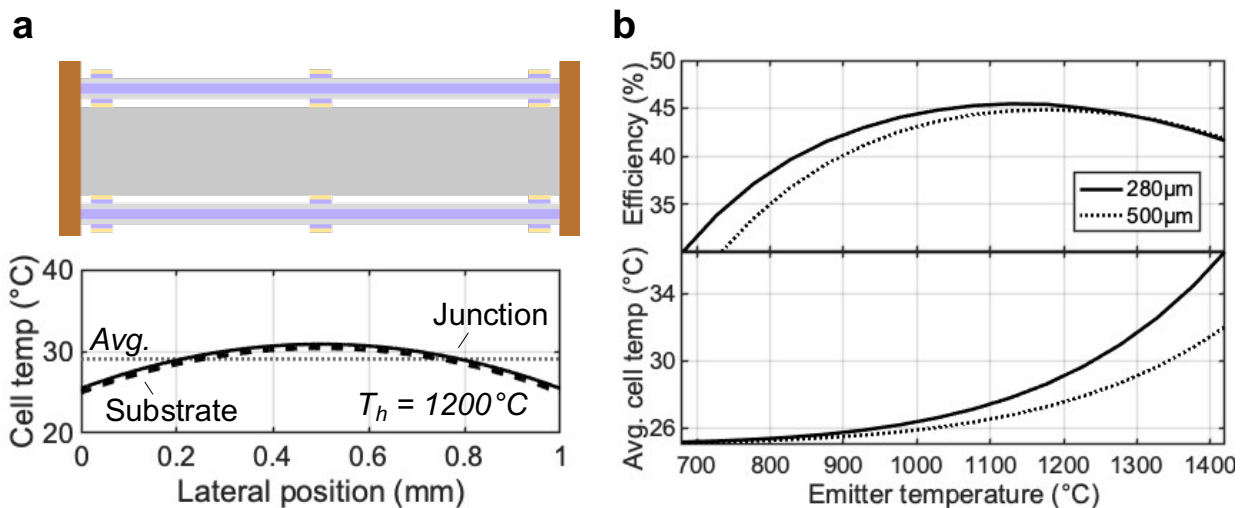 a
40
30
20
Cell temp (°C)
Avg.
Junction
Substrate
T_h = 1200°C
0 0.2 0.4 0.6 0.8 1
Lateral position (mm)
b
50
45
40
35
Efficiency (%)
280µm
500µm
34
30
26
Avg. cell temp (°C)
700 800 900 1000 1100 1200 1300 1400
Emitter temperature (°C)